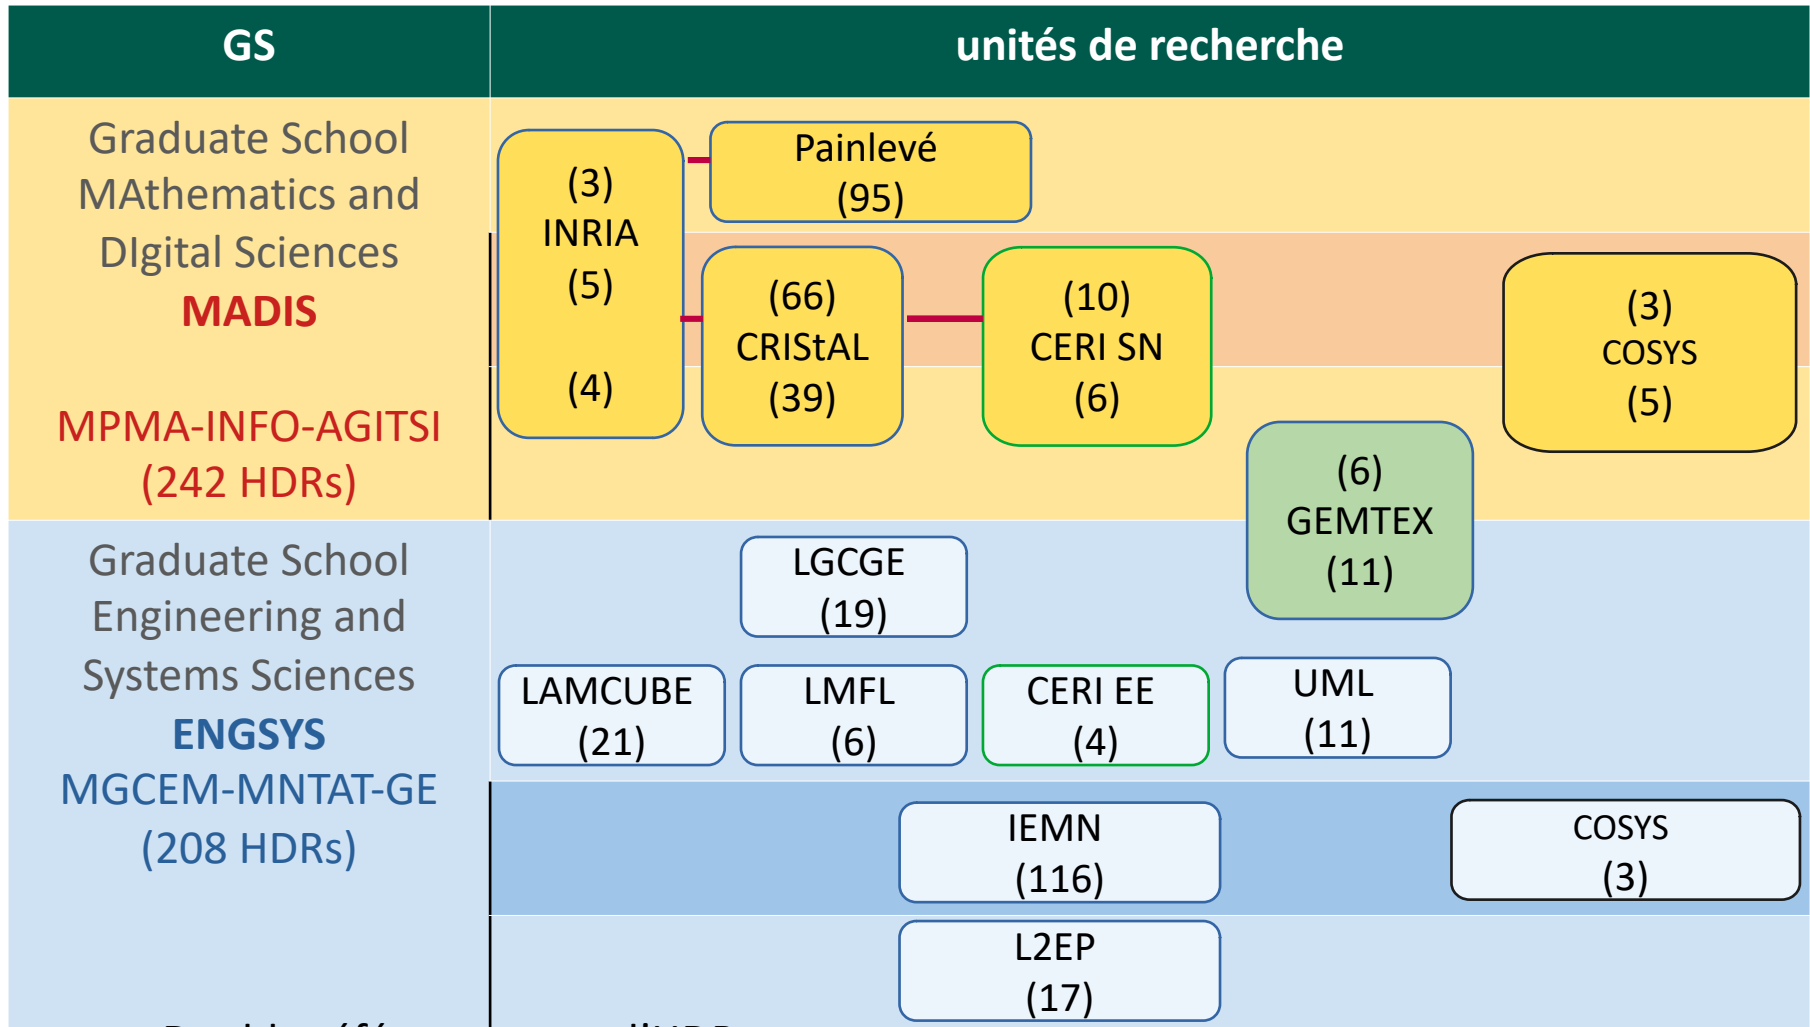 GS
unités de recherche
Graduate School
MAthematics and
DIgital Sciences
MADIS
MPMA-INFO-AGITSI
(242 HDRs)
(3)
INRIA
(5)
(4)
Painlevé
(95)
(66)
CRIStAL
(39)
(10)
CERI SN
(6)
(3)
COSYS
(5)
(6)
GEMTEX
(11)
Graduate School
Engineering and
Systems Sciences
ENGSYS
MGCEM-MNTAT-GE
(208 HDRs)
LGCGE
(19)
LAMCUBE
(21)
LMFL
(6)
CERI EE
(4)
UML
(11)
IEMN
(116)
COSYS
(3)
L2EP
(17)